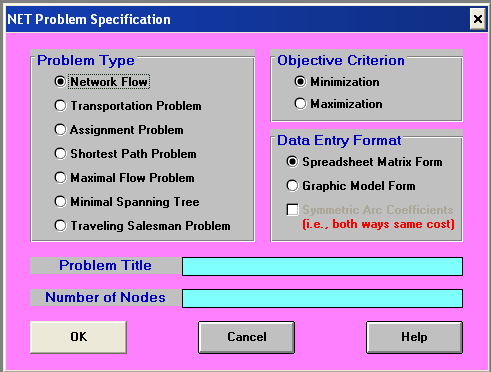 NET Problem Specification
Problem Type
Network Flow
Transportation Problem
Assignment Problem
Shortest Path Problem
Maximal Flow Problem
Minimal Spanning Tree
Traveling Salesman Problem
Objective Criterion
Minimization
Maximization
Data Entry Format
Spreadsheet Matrix Form
Graphic Model Form
Symmetric Arc Coefficients
(i.e., both ways same cost)
Problem Title
Number of Nodes
OK
Cancel
Help